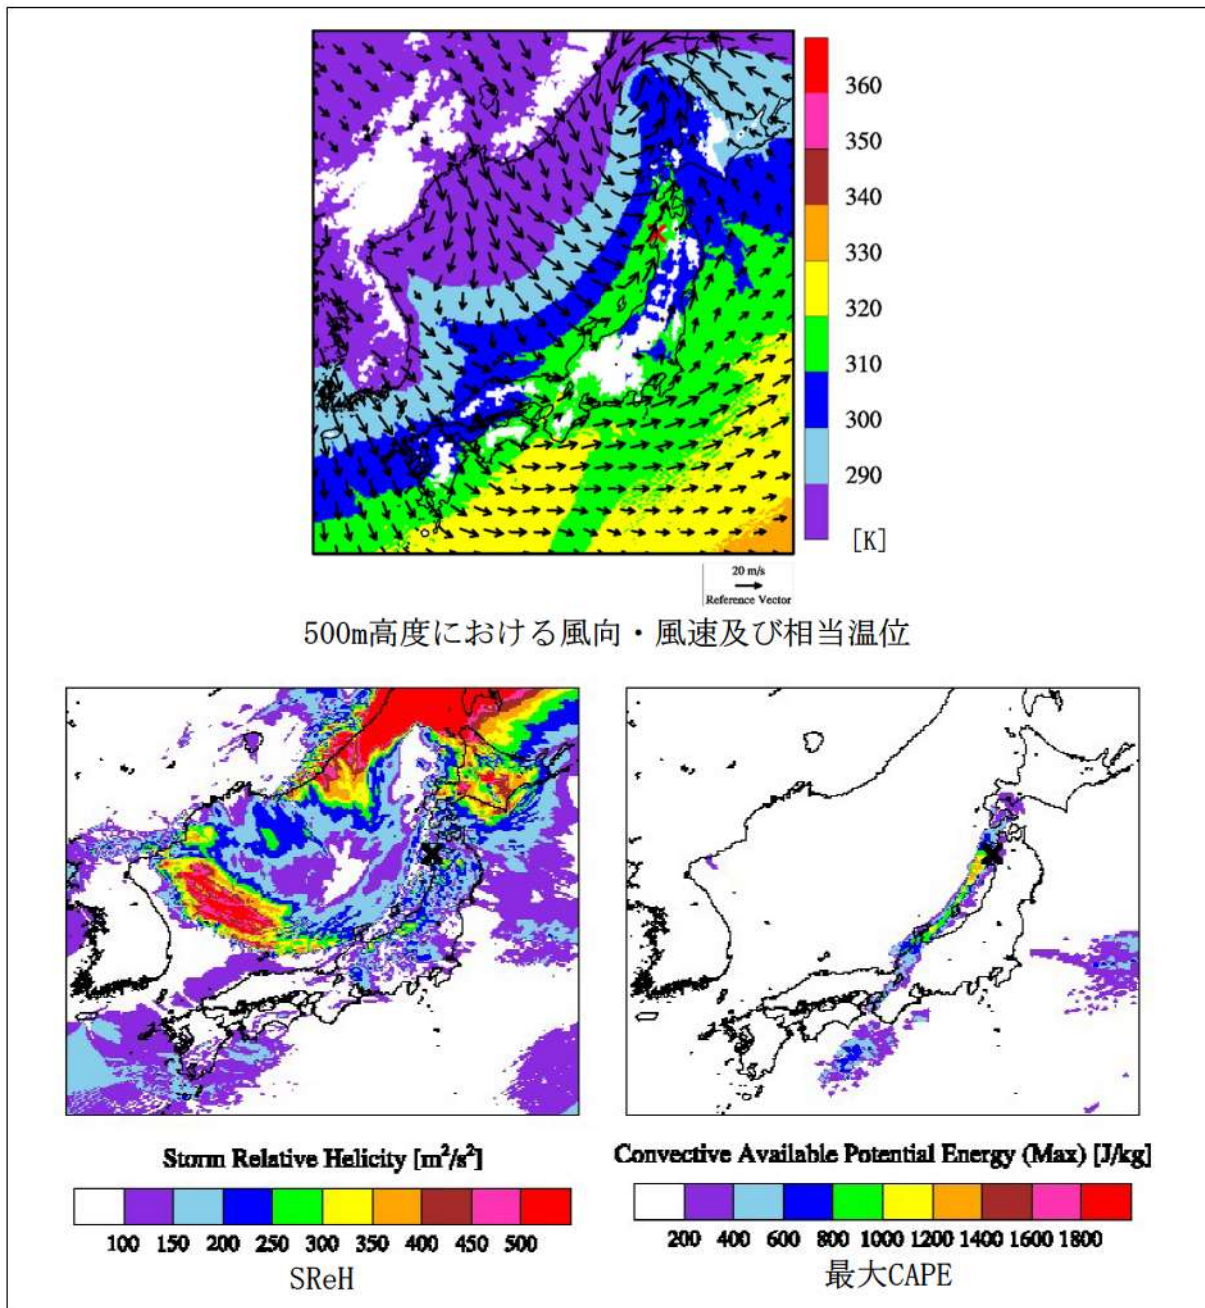 360
350
340
330
320
310
300
290
[K]
20 m/s
Reference Vector
500m高度における風向・風速及び相当温位
Storm Relative Helicity [m²/s²]
100 150 200 250 300 350 400 450 500
SReH
Convective Available Potential Energy (Max) [J/kg]
200 400 600 800 1000 1200 1400 1600 1800
最大CAPE